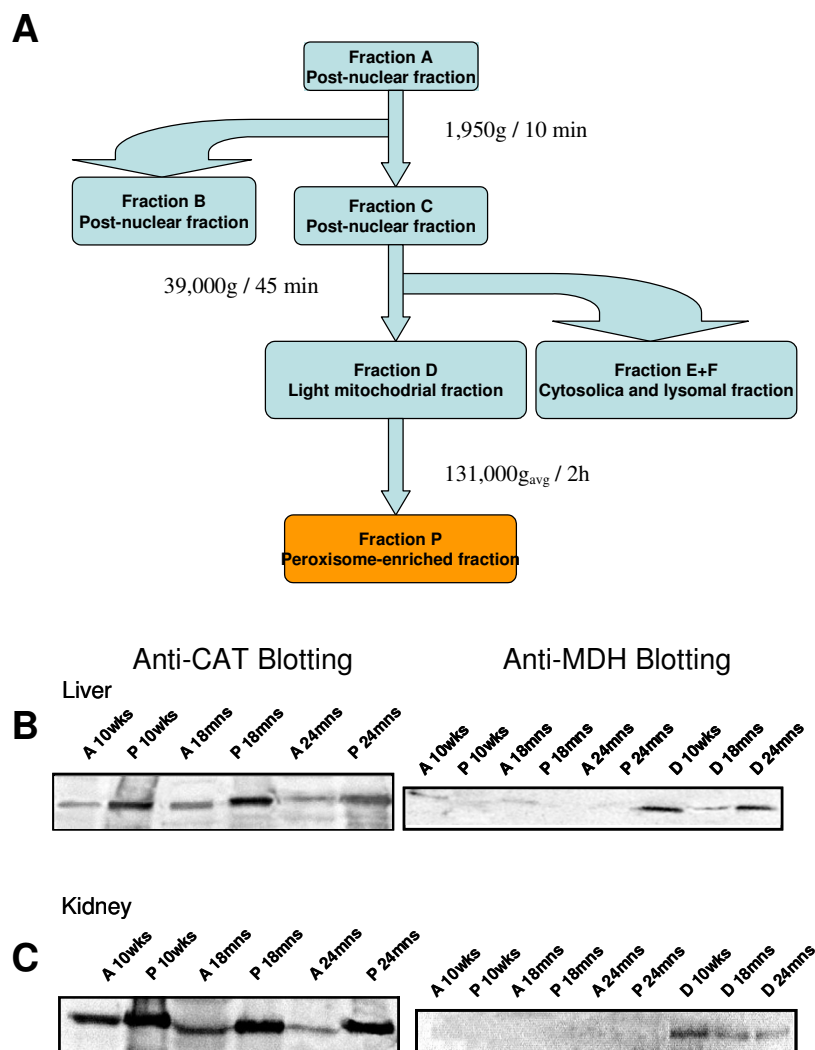 A
Fraction A
Post-nuclear fraction
1,950g / 10 min
Fraction B
Post-nuclear fraction
Fraction C
Post-nuclear fraction
39,000g / 45 min
Fraction D
Light mitochodrial fraction
Fraction E+F
Cytosolica and lysomal fraction
131,000gavg / 2h
Fraction P
Peroxisome-enriched fraction
Anti-CAT Blotting
Anti-MDH Blotting
Liver
B
A 10wks
P 10wks
A 18mns
P 18mns
A 24mns
P 24mns
A 10wks
P 10wks
A 18mns
P 18mns
A 24mns
P 24mns
D 10wks
D 18mns
D 24mns
Kidney
C
A 10wks
P 10wks
A 18mns
P 18mns
A 24mns
P 24mns
A 10wks
P 10wks
A 18mns
P 18mns
A 24mns
P 24mns
D 10wks
D 18mns
D 24mns